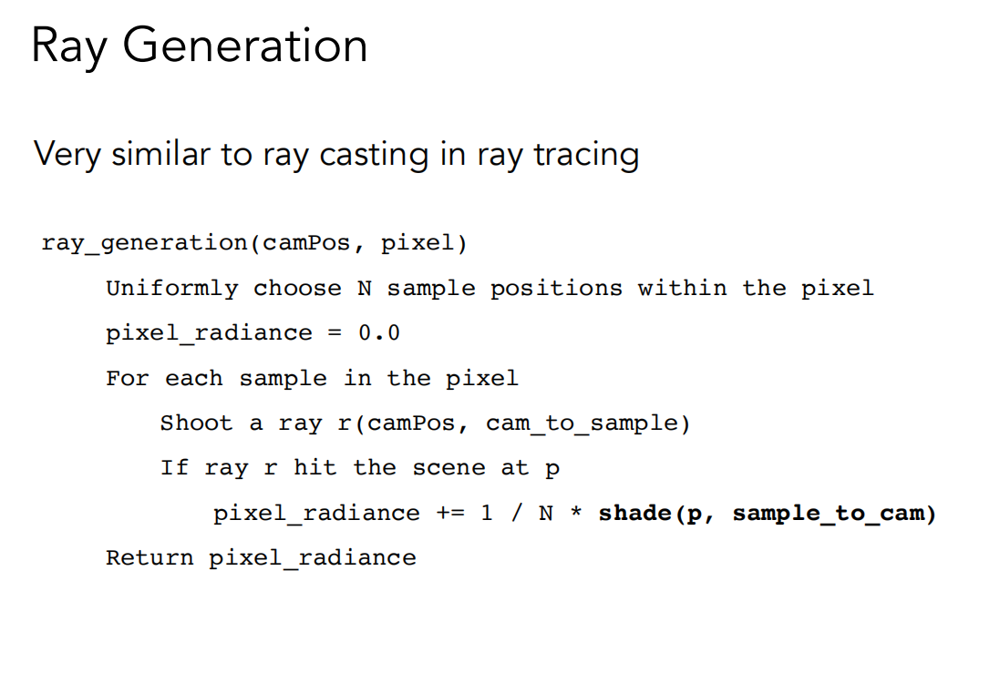 Ray Generation
Very similar to ray casting in ray tracing
ray_generation(camPos, pixel)
Uniformly choose N sample positions within the pixel
pixel_radiance = 0.0
For each sample in the pixel
Shoot a ray r(camPos, cam_to_sample)
If ray r hit the scene at p
pixel_radiance += 1 / N * shade(p, sample_to_cam)
Return pixel_radiance